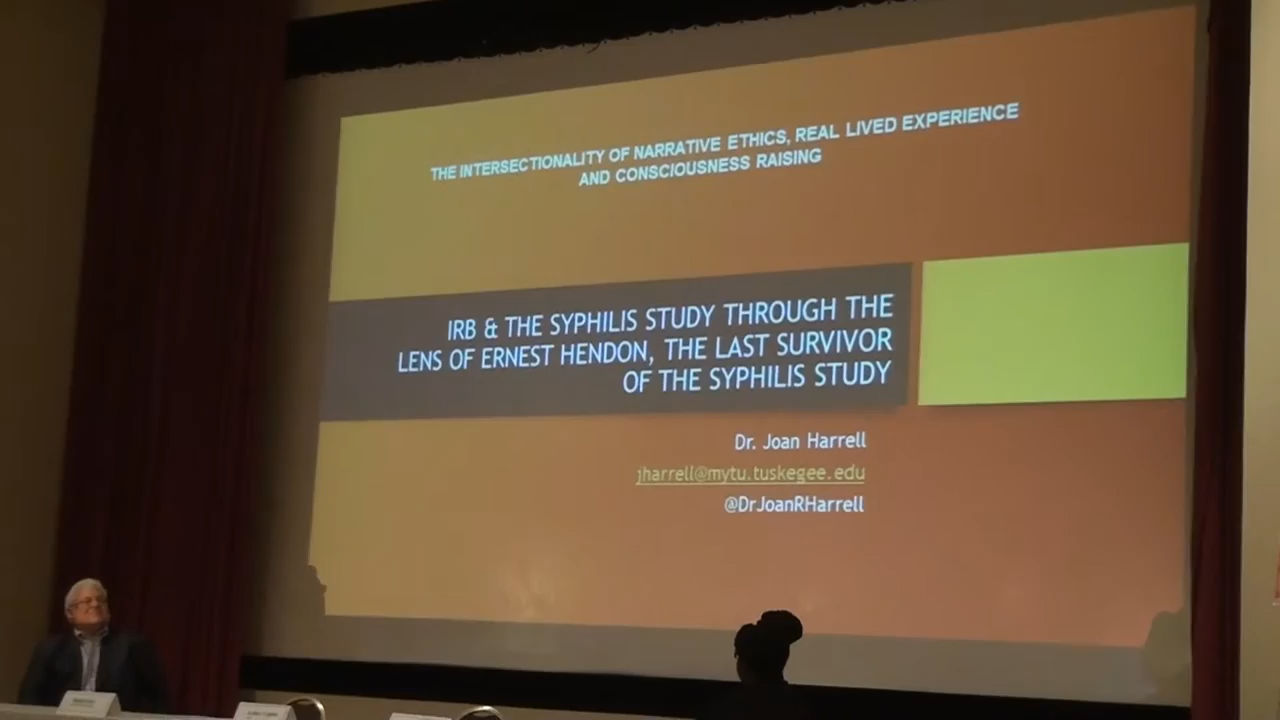 THE INTERSECTIONALITY OF NARRATIVE ETHICS, REAL LIVED EXPERIENCE
AND CONSCIOUSNESS RAISING
IRB & THE SYPHILIS STUDY THROUGH THE
LENS OF ERNEST HENDON, THE LAST SURVIVOR
OF THE SYPHILIS STUDY
Dr. Joan Harrell
jharrell@mytu.tuskegee.edu
@DrJoanRHarrell